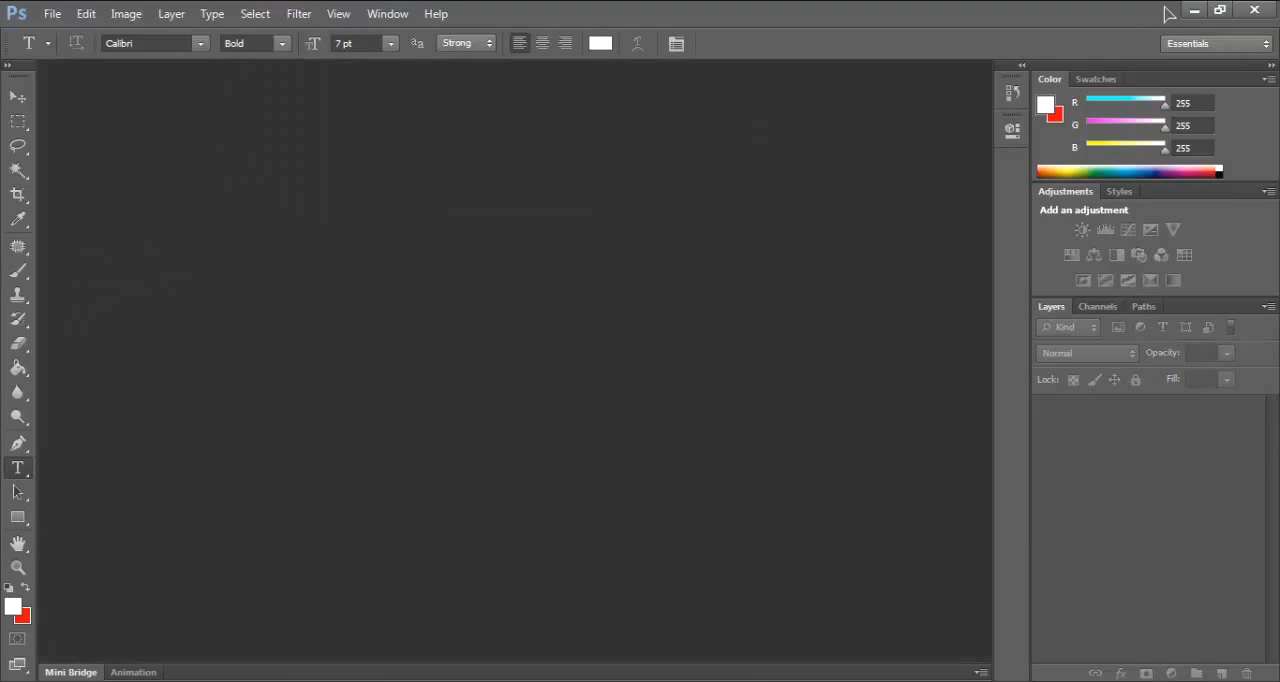 Ps File Edit Image Layer Type Select Filter View Window Help
T Calibri Bold 7 pt Strong Essentials
Color Swatches
R 255
G 255
B 255
Adjustments Styles
Add an adjustment
Layers Channels Paths
Kind
Normal Opacity:
Lock: Fill:
Mini Bridge Animation